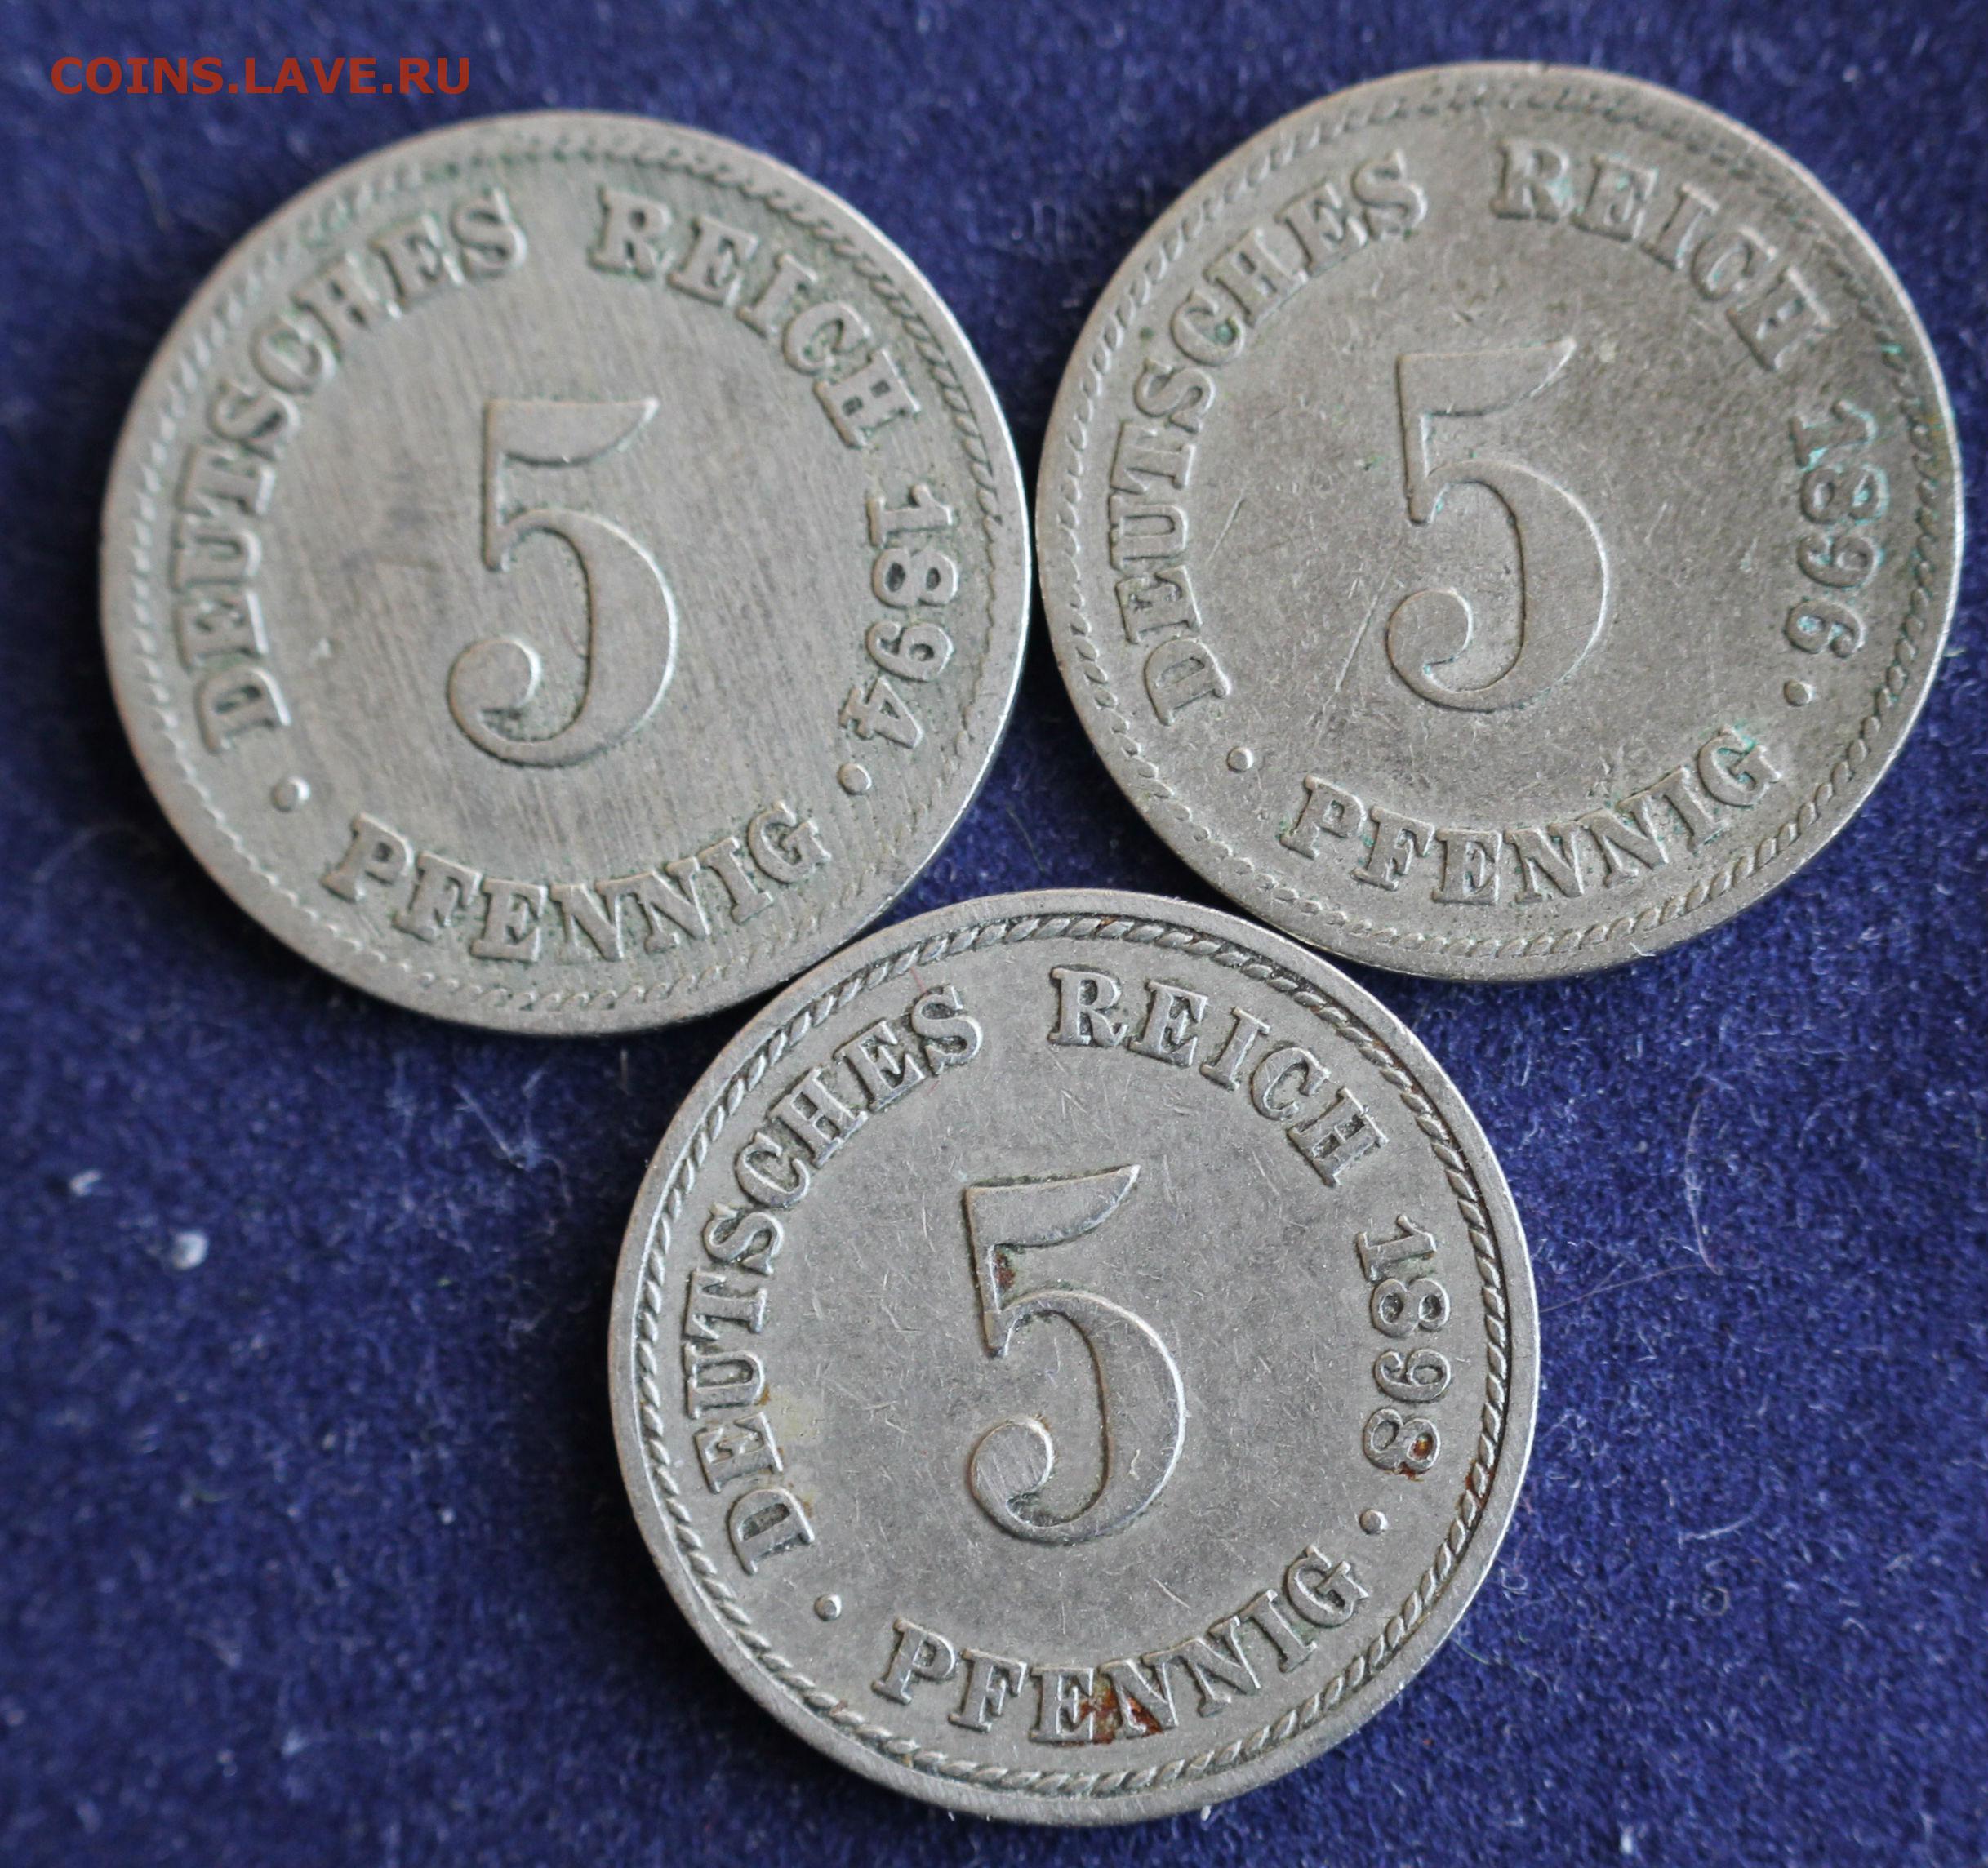 COINS.LAVE.RU
DEUTSCHES REICH 1894
5
· PFENNIG ·
DEUTSCHES REICH 1896
5
· PFENNIG ·
DEUTSCHES REICH 1898
5
· PFENNIG ·